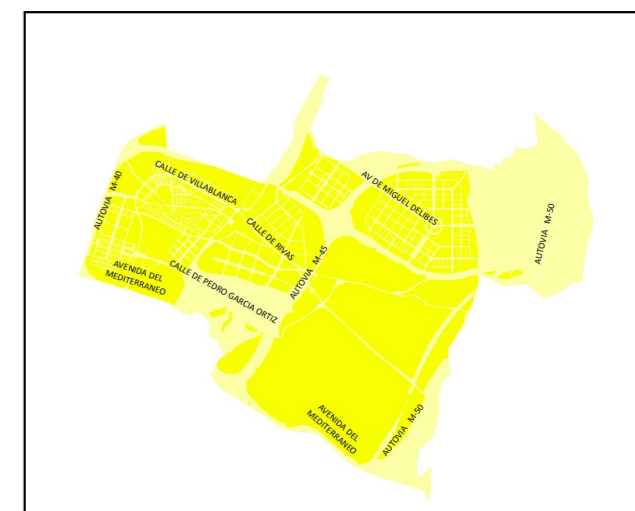 CALLE DE VILLABLANCA
AV DE MIGUEL DELIBES
AUTOVIA M-40
AUTOVIA M-50
CALLE DE RIVAS
AUTOVIA M-45
AVENIDA DEL
MEDITERRANEO
CALLE DE PEDRO GARCIA ORTIZ
AVENIDA DEL
MEDITERRANEO
AUTOVIA M-50